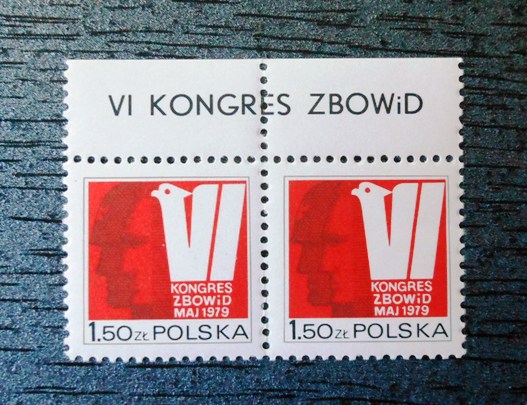 VI KONGRES ZBOWiD
VI
KONGRES
ZBOWiD
MAJ 1979
1.50 ZŁ POLSKA
VI
KONGRES
ZBOWiD
MAJ 1979
1.50 ZŁ POLSKA